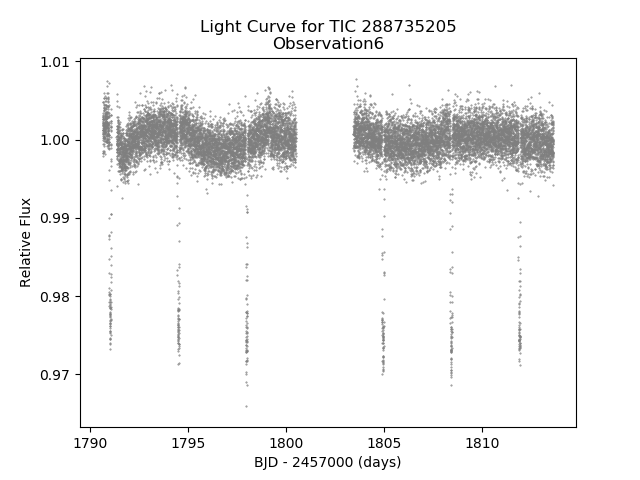 Light Curve for TIC 288735205
Observation6
1.01
1.00
0.99
0.98
0.97
Relative Flux
1790
1795
1800
1805
1810
BJD - 2457000 (days)